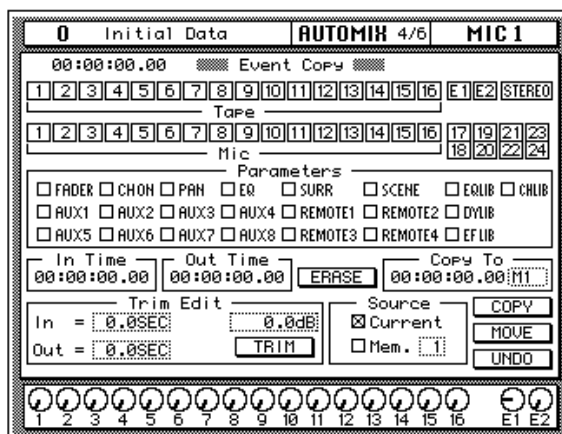 0 Initial Data AUTOMIX 4/6 MIC 1
00:00:00.00 Event Copy
1 2 3 4 5 6 7 8 9 10 11 12 13 14 15 16 E1 E2 STEREO
Tape
1 2 3 4 5 6 7 8 9 10 11 12 13 14 15 16 17 19 21 23
Mic 18 20 22 24
Parameters
FADER CHON PAN EQ SURR SCENE EQLIB CHLIB
AUX1 AUX2 AUX3 AUX4 REMOTE1 REMOTE2 DYLIB
AUX5 AUX6 AUX7 AUX8 REMOTE3 REMOTE4 EFLIB
In Time Out Time Copy To
00:00:00.00 00:00:00.00 ERASE 00:00:00.00 M1
Trim Edit Source COPY
In = 0.0SEC 0.0dB Current MOVE
Out = 0.0SEC TRIM Mem. 1 UNDO
1 2 3 4 5 6 7 8 9 10 11 12 13 14 15 16 E1 E2